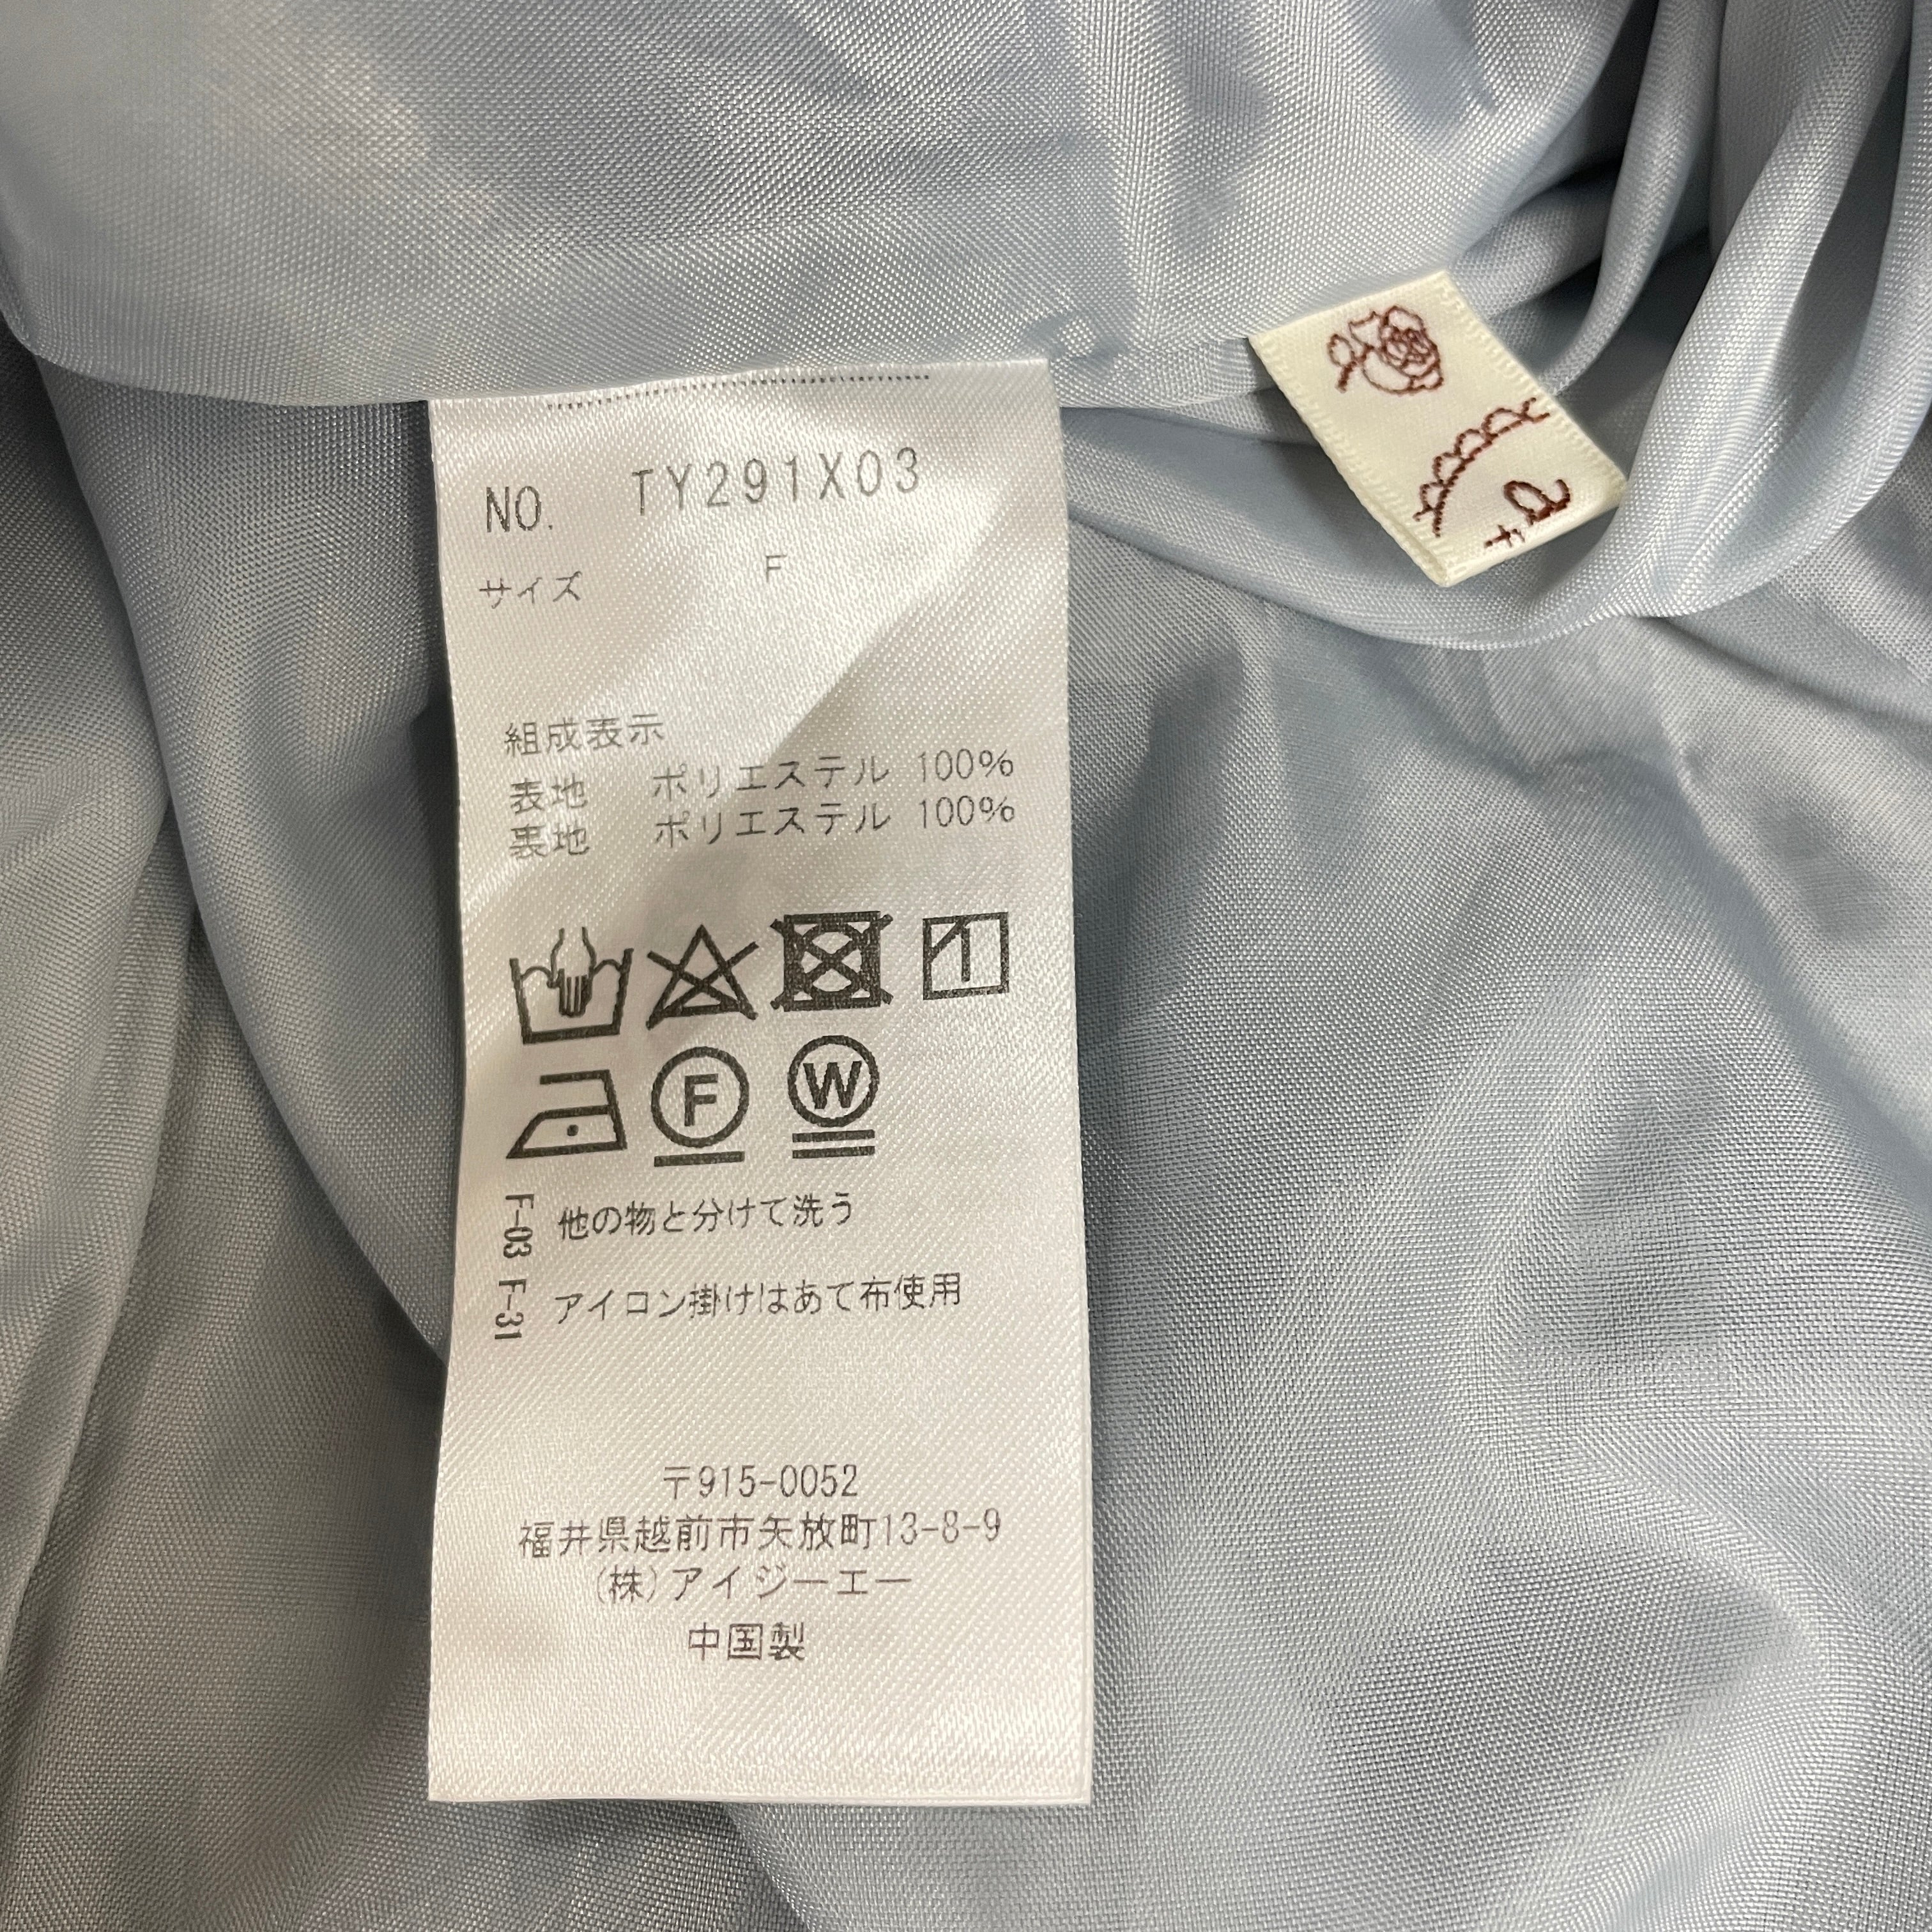 NO. TY291X03
サイズ F
組成表示
表地 ポリエステル 100%
裏地 ポリエステル 100%
F
W
F-03 他の物と分けて洗う
F-31 アイロン掛けはあて布使用
〒915-0052
福井県越前市矢放町13-8-9
(株)アイジーエー
中国製